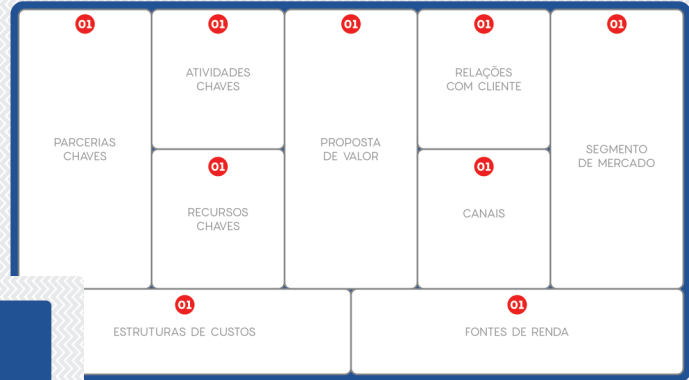 01
PARCERIAS
CHAVES
01
ATIVIDADES
CHAVES
01
RECURSOS
CHAVES
01
PROPOSTA
DE VALOR
01
RELAÇÕES
COM CLIENTE
01
CANAIS
01
SEGMENTO
DE MERCADO
01
ESTRUTURAS DE CUSTOS
01
FONTES DE RENDA